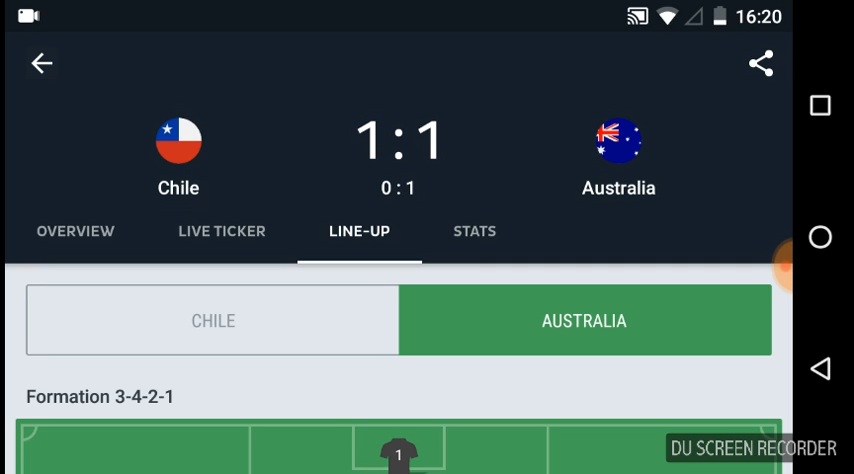 16:20
1:1
Chile
0:1
Australia
OVERVIEW
LIVE TICKER
LINE-UP
STATS
CHILE
AUSTRALIA
Formation 3-4-2-1
1
DU SCREEN RECORDER